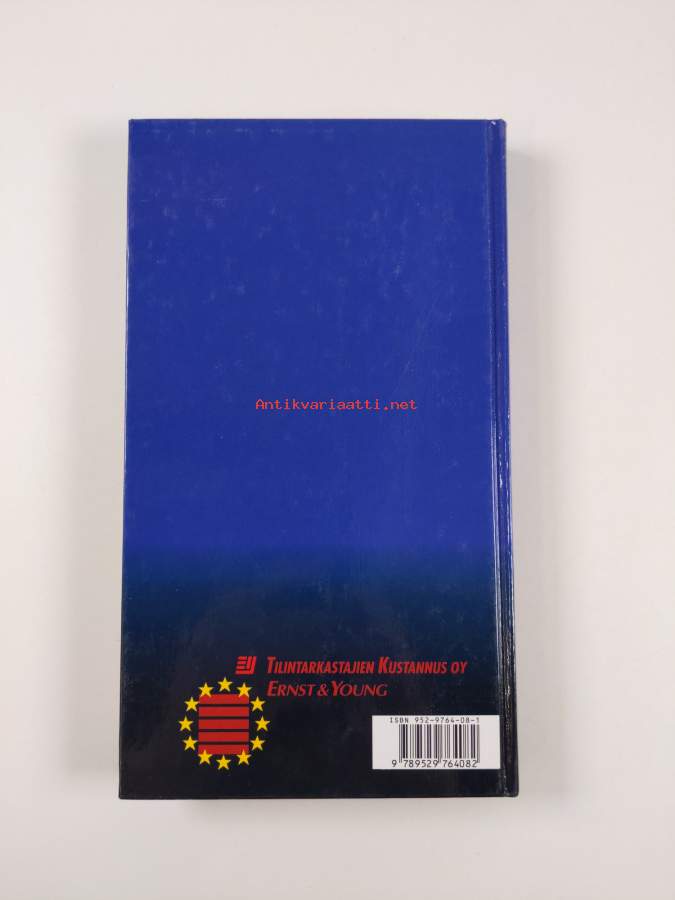 Antikvariaatti.net
TILINTARKASTAJIEN KUSTANNUS OY
ERNST & YOUNG
ISBN 952-9764-08-1
9 789529 764082